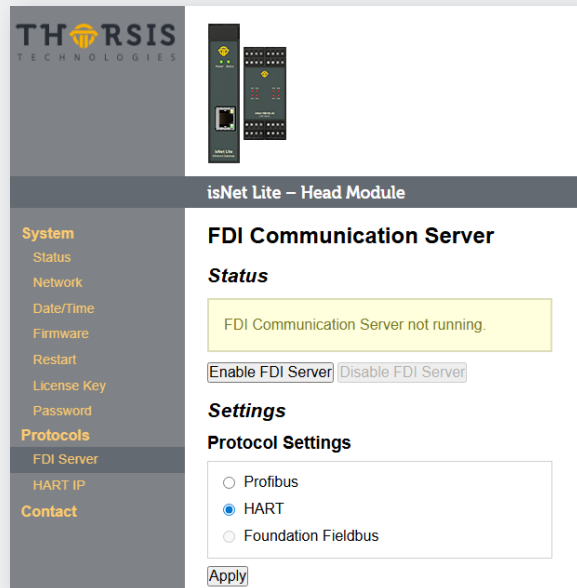 THORSIS
TECHNOLOGIES
isNet Lite
isNet Lite – Head Module
System
Status
Network
Date/Time
Firmware
Restart
License Key
Password
Protocols
FDI Server
HART IP
Contact
FDI Communication Server
Status
FDI Communication Server not running.
Enable FDI Server Disable FDI Server
Settings
Protocol Settings
Profibus
HART
Foundation Fieldbus
Apply